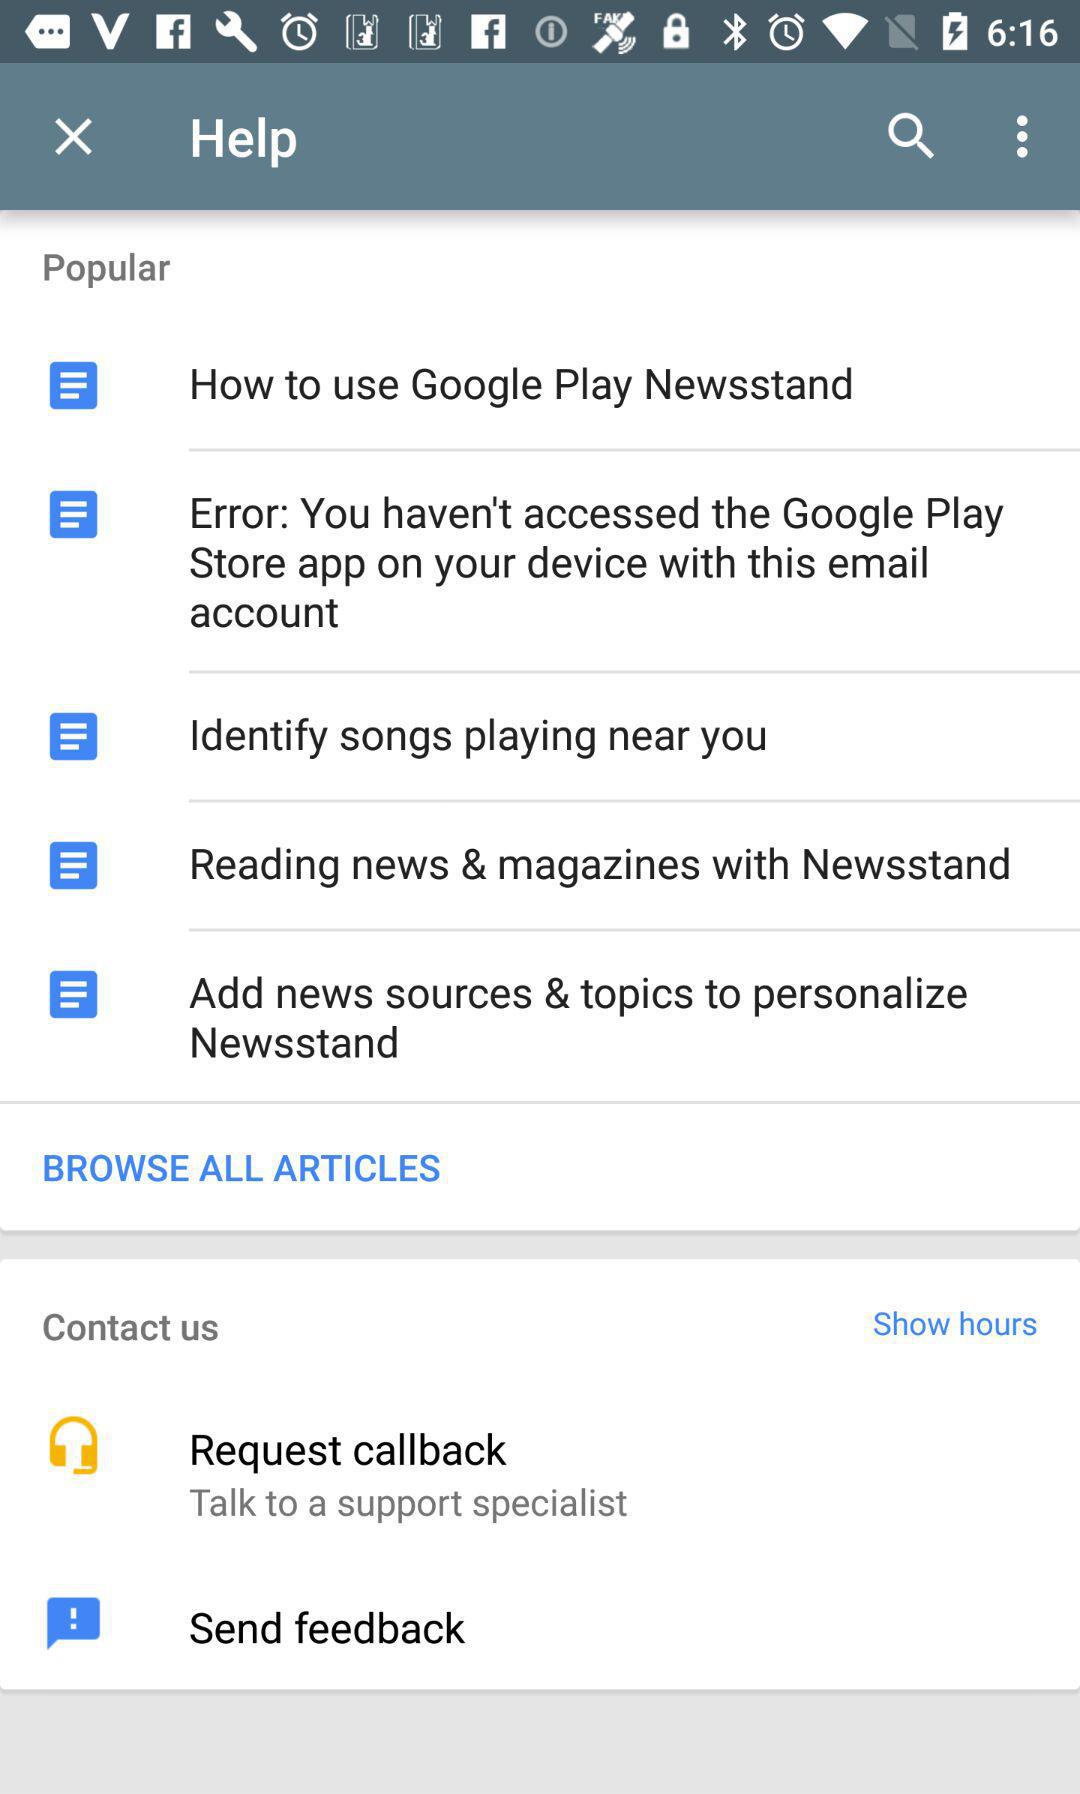 FAK
6:16
Help
Popular
How to use Google Play Newsstand
Error: You haven't accessed the Google Play
Store app on your device with this email
account
Identify songs playing near you
Reading news & magazines with Newsstand
Add news sources & topics to personalize
Newsstand
BROWSE ALL ARTICLES
Contact us
Show hours
Request callback
Talk to a support specialist
Send feedback